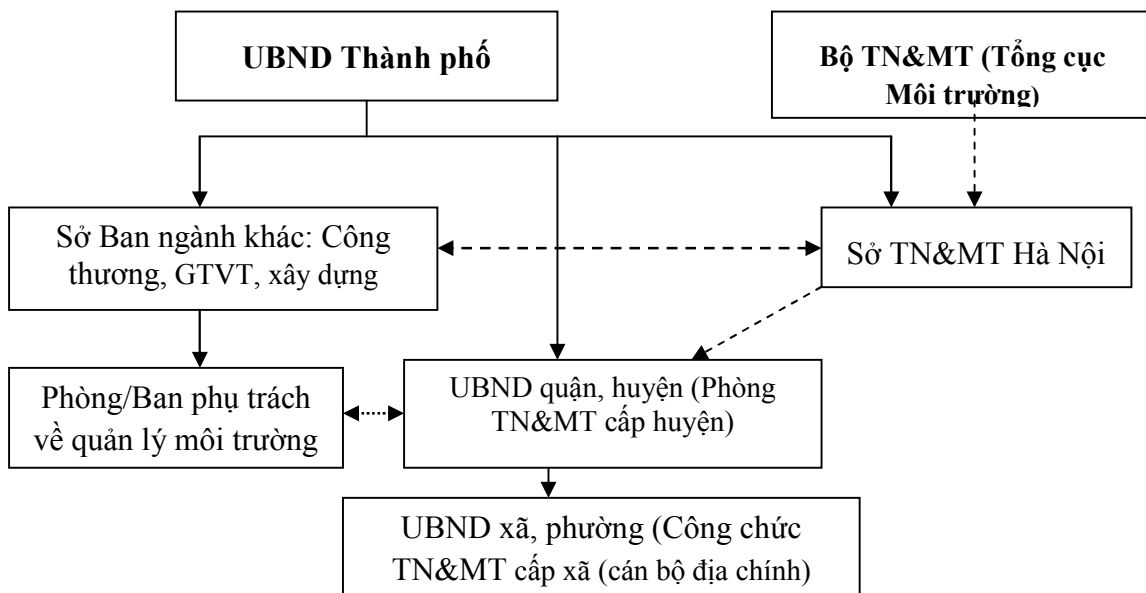 UBND Thành phố
Bộ TN&MT (Tổng cục
Môi trường)
Sở Ban ngành khác: Công
thương, GTVT, xây dựng
Sở TN&MT Hà Nội
Phòng/Ban phụ trách
về quản lý môi trường
UBND quận, huyện (Phòng
TN&MT cấp huyện)
UBND xã, phường (Công chức
TN&MT cấp xã (cán bộ địa chính)